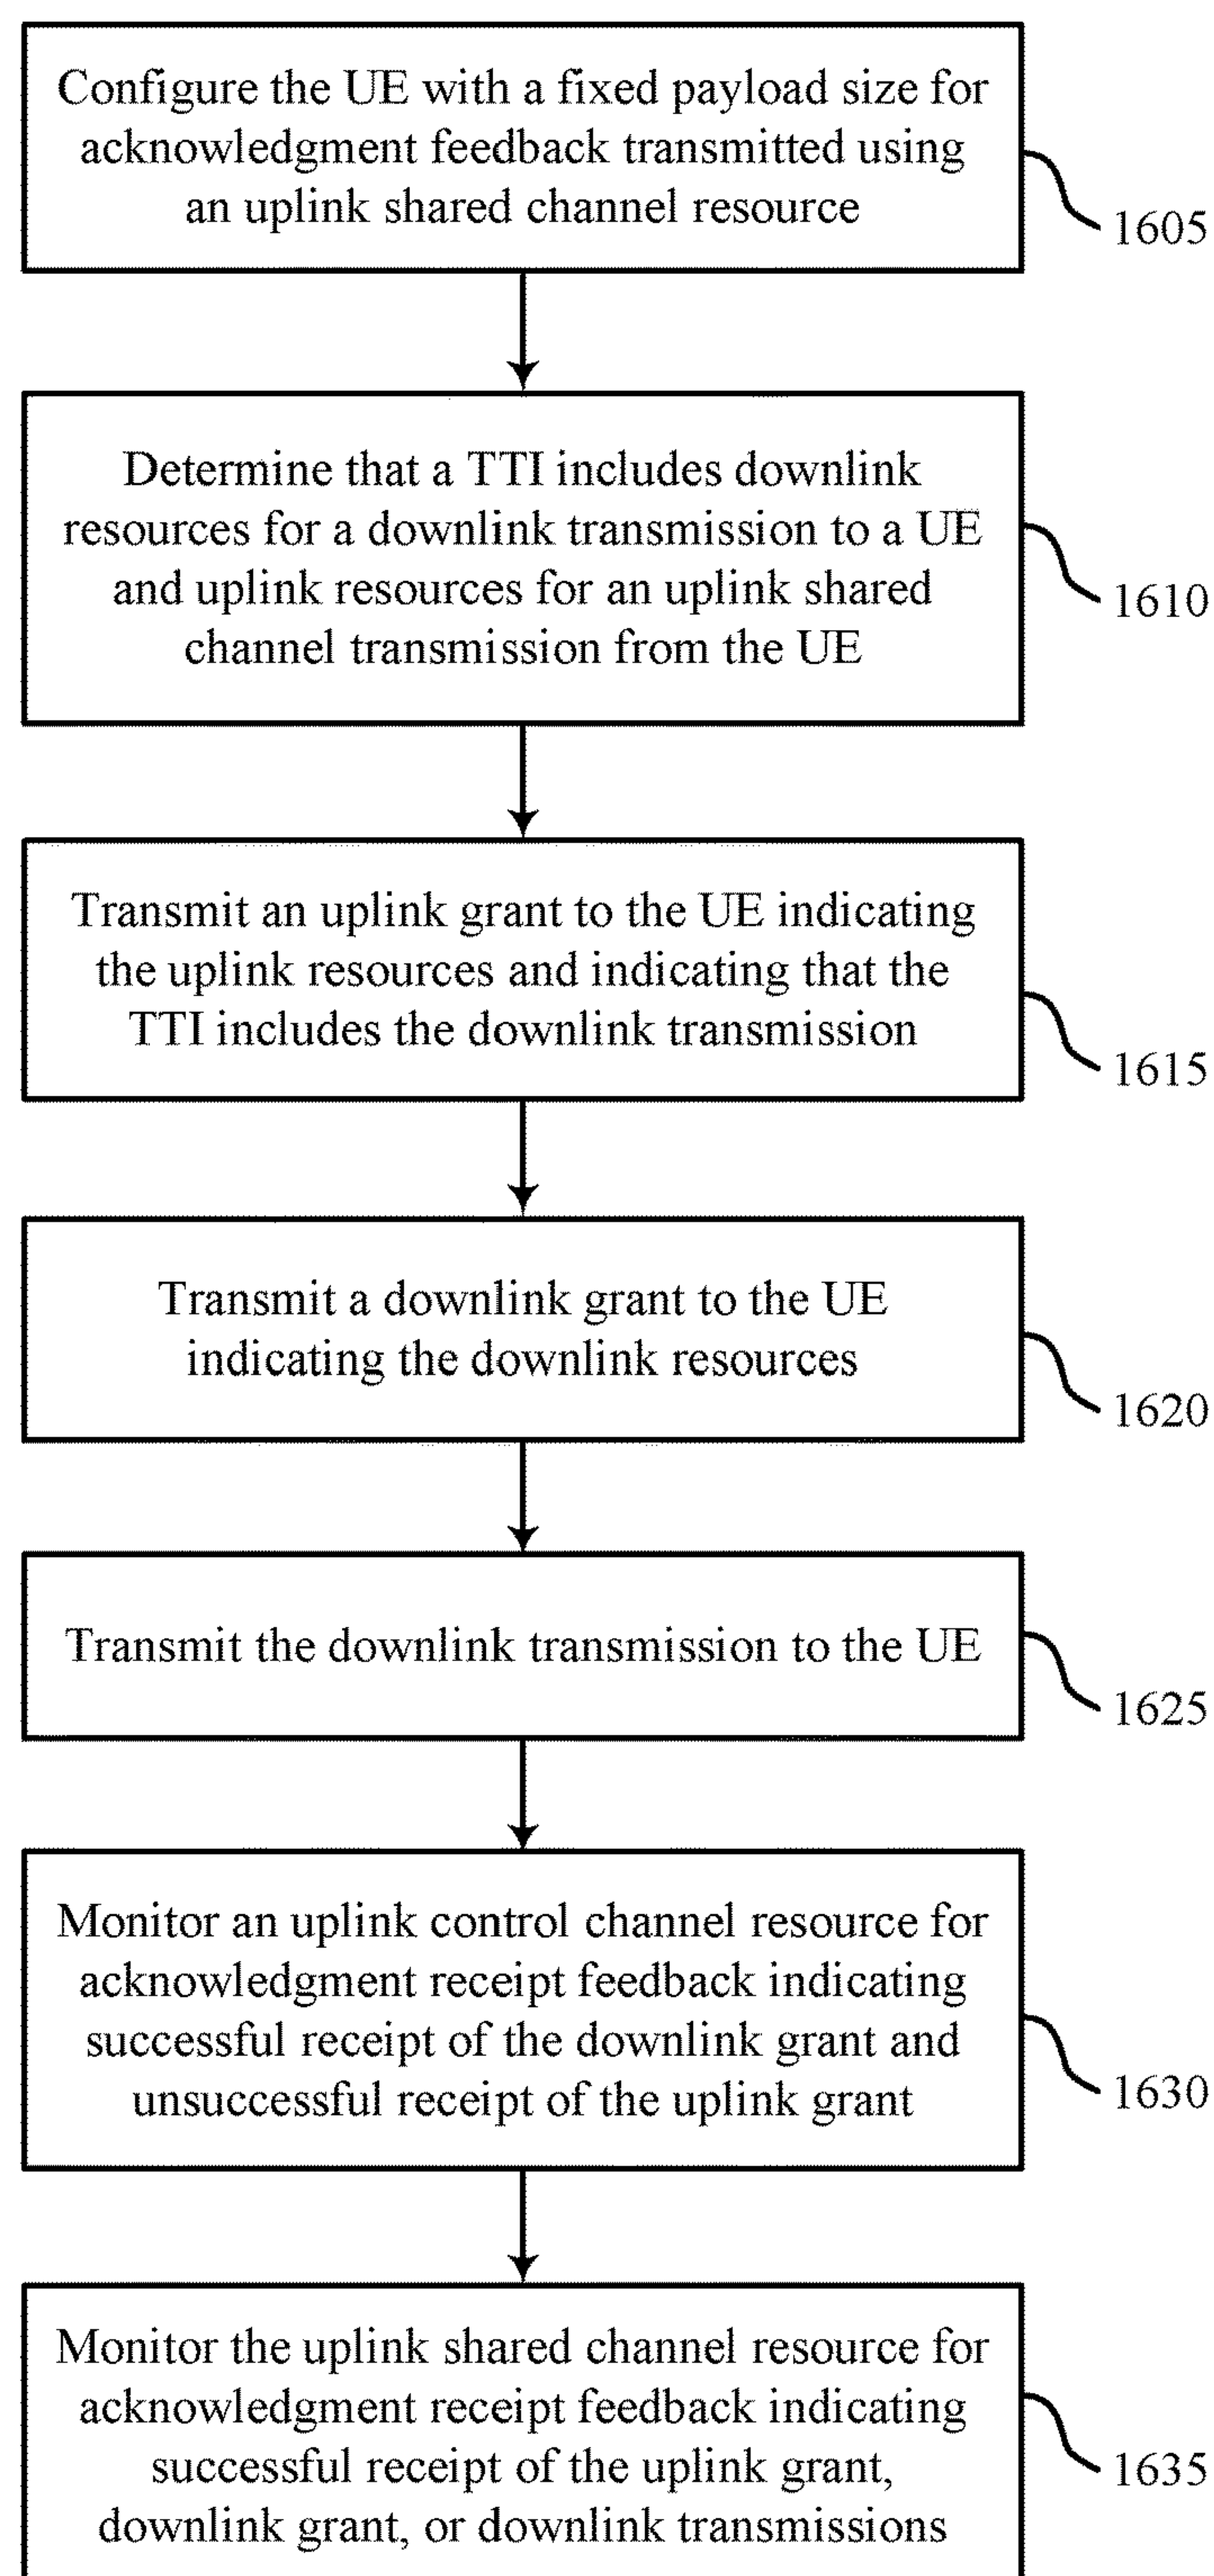 Configure the UE with a fixed payload size for
acknowledgment feedback transmitted using
an uplink shared channel resource
1605
Determine that a TTI includes downlink
resources for a downlink transmission to a UE
and uplink resources for an uplink shared
channel transmission from the UE
1610
Transmit an uplink grant to the UE indicating
the uplink resources and indicating that the
TTI includes the downlink transmission
1615
Transmit a downlink grant to the UE
indicating the downlink resources
1620
Transmit the downlink transmission to the UE
1625
Monitor an uplink control channel resource for
acknowledgment receipt feedback indicating
successful receipt of the downlink grant and
unsuccessful receipt of the uplink grant
1630
Monitor the uplink shared channel resource for
acknowledgment receipt feedback indicating
successful receipt of the uplink grant,
downlink grant, or downlink transmissions
1635